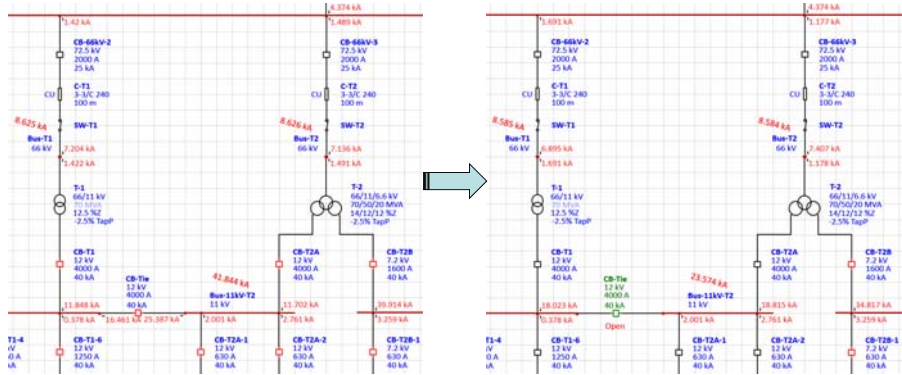 4.374 kA
1.42 kA
1.489 kA
CB-66kV-2
72.5 kV
2000 A
25 kA
CB-66kV-3
72.5 kV
2000 A
25 kA
CU
C-T1
3-3/C 240
100 m
CU
C-T2
3-3/C 240
100 m
8.625 kA
SW-T1
8.626 kA
SW-T2
Bus-T1
66 kV
7.204 kA
1.422 kA
Bus-T2
66 kV
7.136 kA
1.491 kA
T-1
66/11 kV
70 MVA
12.5 %Z
-2.5% TapP
T-2
66/11/6.6 kV
70/50/20 MVA
14/12/12 %Z
-2.5% TapP
CB-T1
12 kV
4000 A
40 kA
CB-T2A
12 kV
4000 A
40 kA
CB-T2B
7.2 kV
1600 A
40 kA
CB-Tie
12 kV
4000 A
40 kA
41.844 kA
Bus-11kV-T2
11 kV
11.848 kA
11.702 kA
39.914 kA
0.378 kA
16.461 kA
25.387 kA
2.001 kA
2.761 kA
3.259 kA
T1-4
CB-T1-6
12 kV
1250 A
40 kA
CB-T2A-1
12 kV
630 A
40 kA
CB-T2A-2
12 kV
630 A
40 kA
CB-T2B-1
7.2 kV
630 A
40 kA
4.374 kA
1.691 kA
1.177 kA
CB-66kV-2
72.5 kV
2000 A
25 kA
CB-66kV-3
72.5 kV
2000 A
25 kA
CU
C-T1
3-3/C 240
100 m
CU
C-T2
3-3/C 240
100 m
8.585 kA
SW-T1
8.584 kA
SW-T2
Bus-T1
66 kV
6.895 kA
1.691 kA
Bus-T2
66 kV
7.407 kA
1.178 kA
T-1
66/11 kV
70 MVA
12.5 %Z
-2.5% TapP
T-2
66/11/6.6 kV
70/50/20 MVA
14/12/12 %Z
-2.5% TapP
CB-T1
12 kV
4000 A
40 kA
CB-T2A
12 kV
4000 A
40 kA
CB-T2B
7.2 kV
1600 A
40 kA
CB-Tie
12 kV
4000 A
40 kA
23.574 kA
Bus-11kV-T2
11 kV
18.023 kA
18.815 kA
34.817 kA
0.378 kA
Open
2.001 kA
2.761 kA
3.259 kA
T1-4
CB-T1-6
12 kV
1250 A
40 kA
CB-T2A-1
12 kV
630 A
40 kA
CB-T2A-2
12 kV
630 A
40 kA
CB-T2B-1
7.2 kV
630 A
40 kA